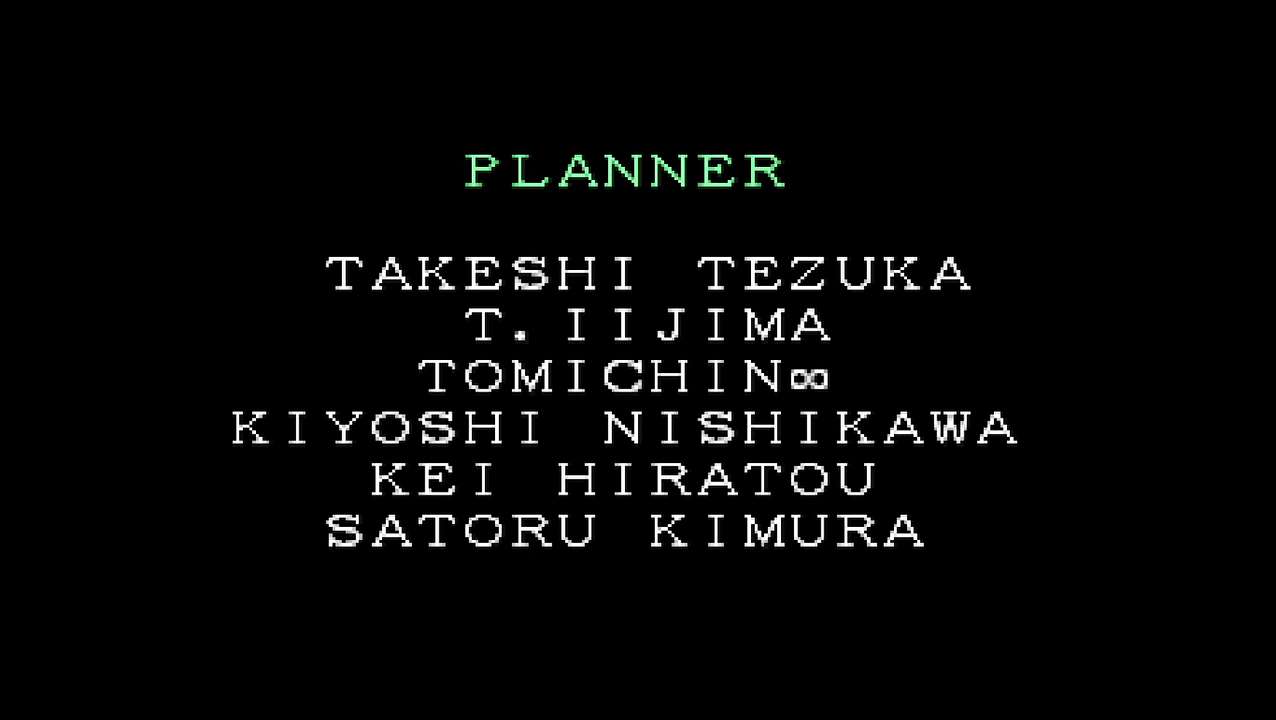 PLANNER
TAKESHI TEZUKA
T.IIJIMA
TOMICHIN∞
KIYOSHI NISHIKAWA
KEI HIRATOU
SATORU KIMURA